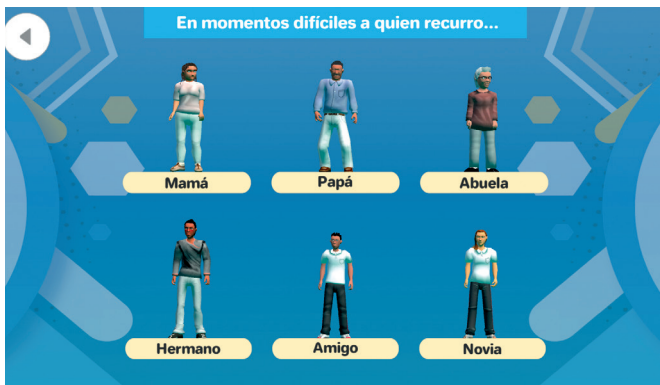 En momentos difíciles a quien recurro...
Mamá
Papá
Abuela
Hermano
Amigo
Novia